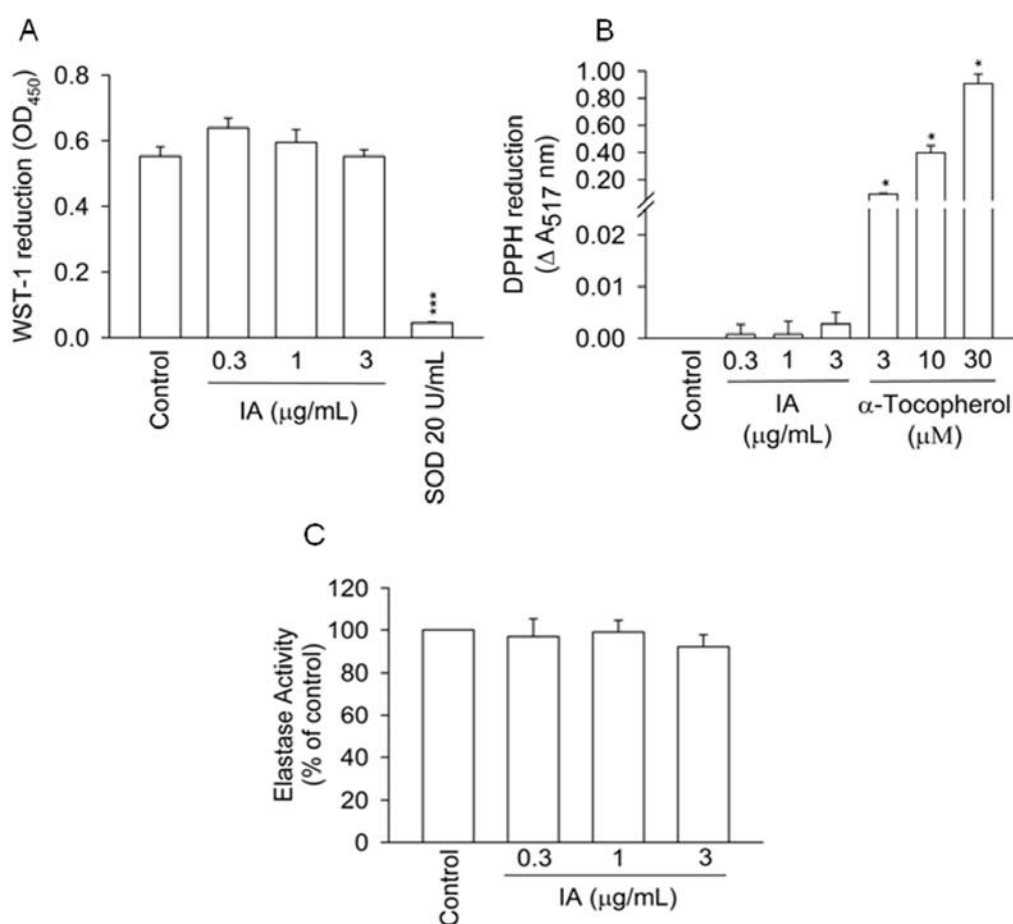 A
WST-1 reduction (OD450)
0.8
0.6
0.4
0.2
0.0
***
Control
0.3 1 3
IA (μg/mL)
SOD 20 U/mL
B
DPPH reduction
(Δ A517 nm)
1.00
0.80
0.60
0.40
0.20
0.02
0.01
0.00
*
*
*
Control
0.3 1 3
IA
(μg/mL)
3 10 30
α-Tocopherol
(μM)
C
Elastase Activity
(% of control)
120
100
80
60
40
20
0
Control
0.3 1 3
IA (μg/mL)